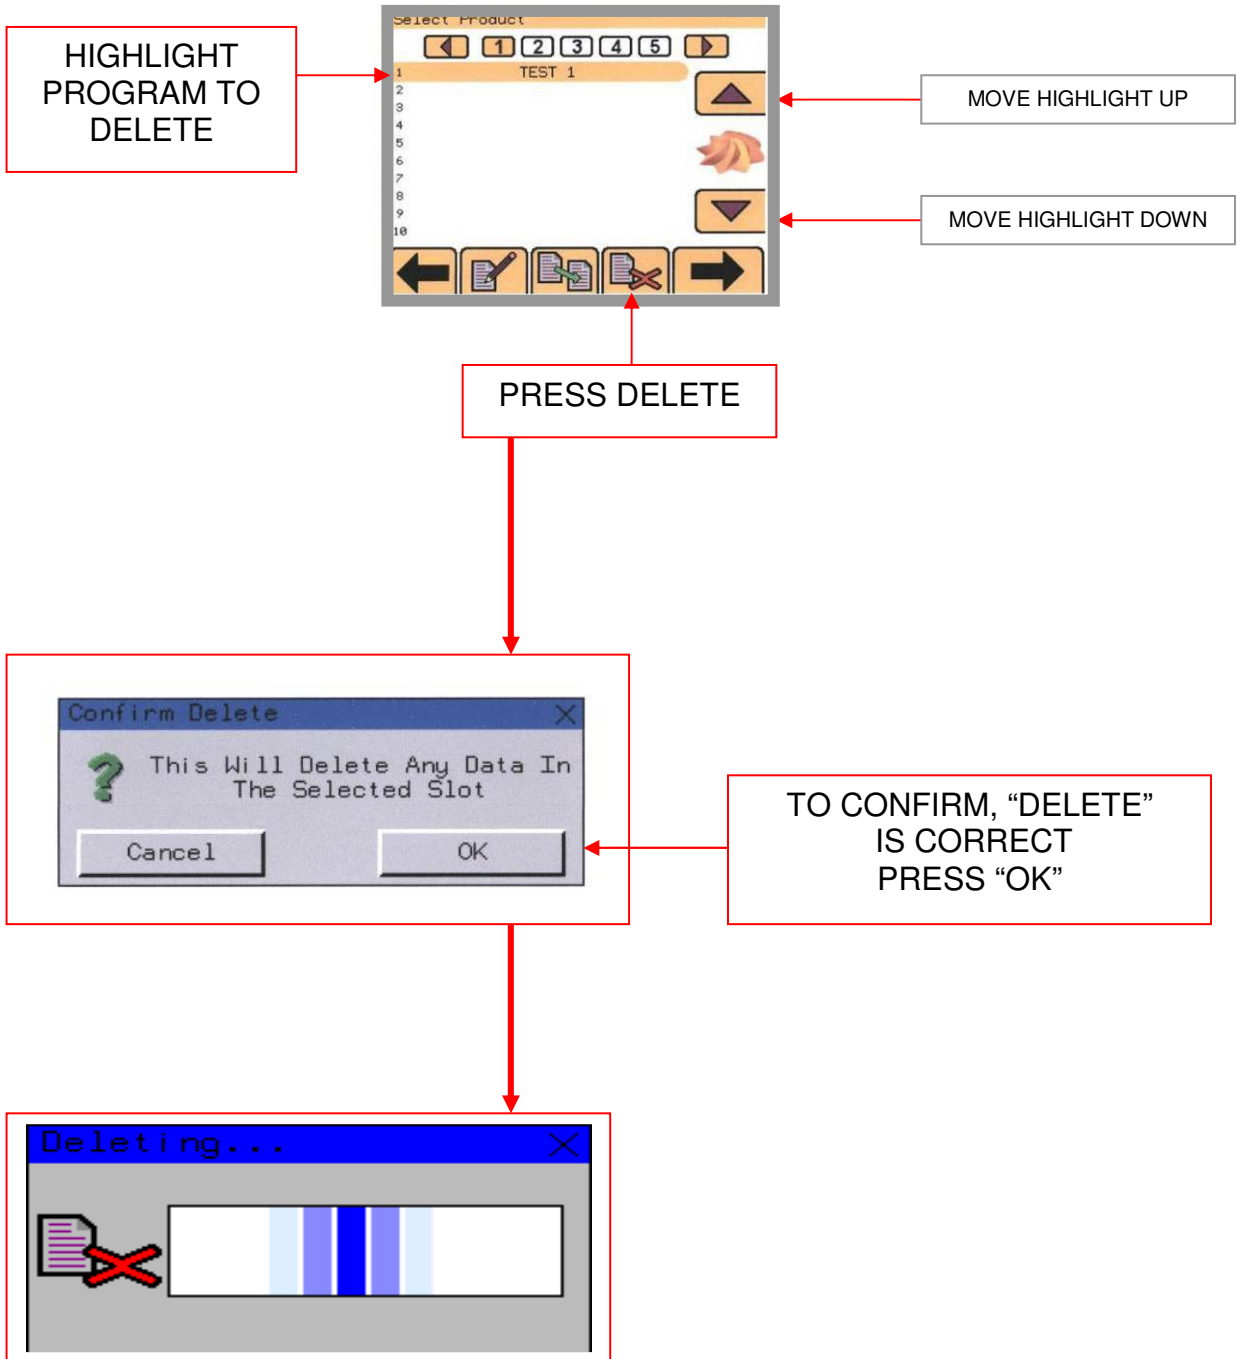 Select Product
HIGHLIGHT
PROGRAM TO
DELETE
1 2 3 4 5
1 TEST 1
2
3
4
5
6
7
8
9
10
MOVE HIGHLIGHT UP
MOVE HIGHLIGHT DOWN
PRESS DELETE
Confirm Delete
This Will Delete Any Data In
The Selected Slot
Cancel OK
TO CONFIRM, “DELETE”
IS CORRECT
PRESS “OK”
Deleting...